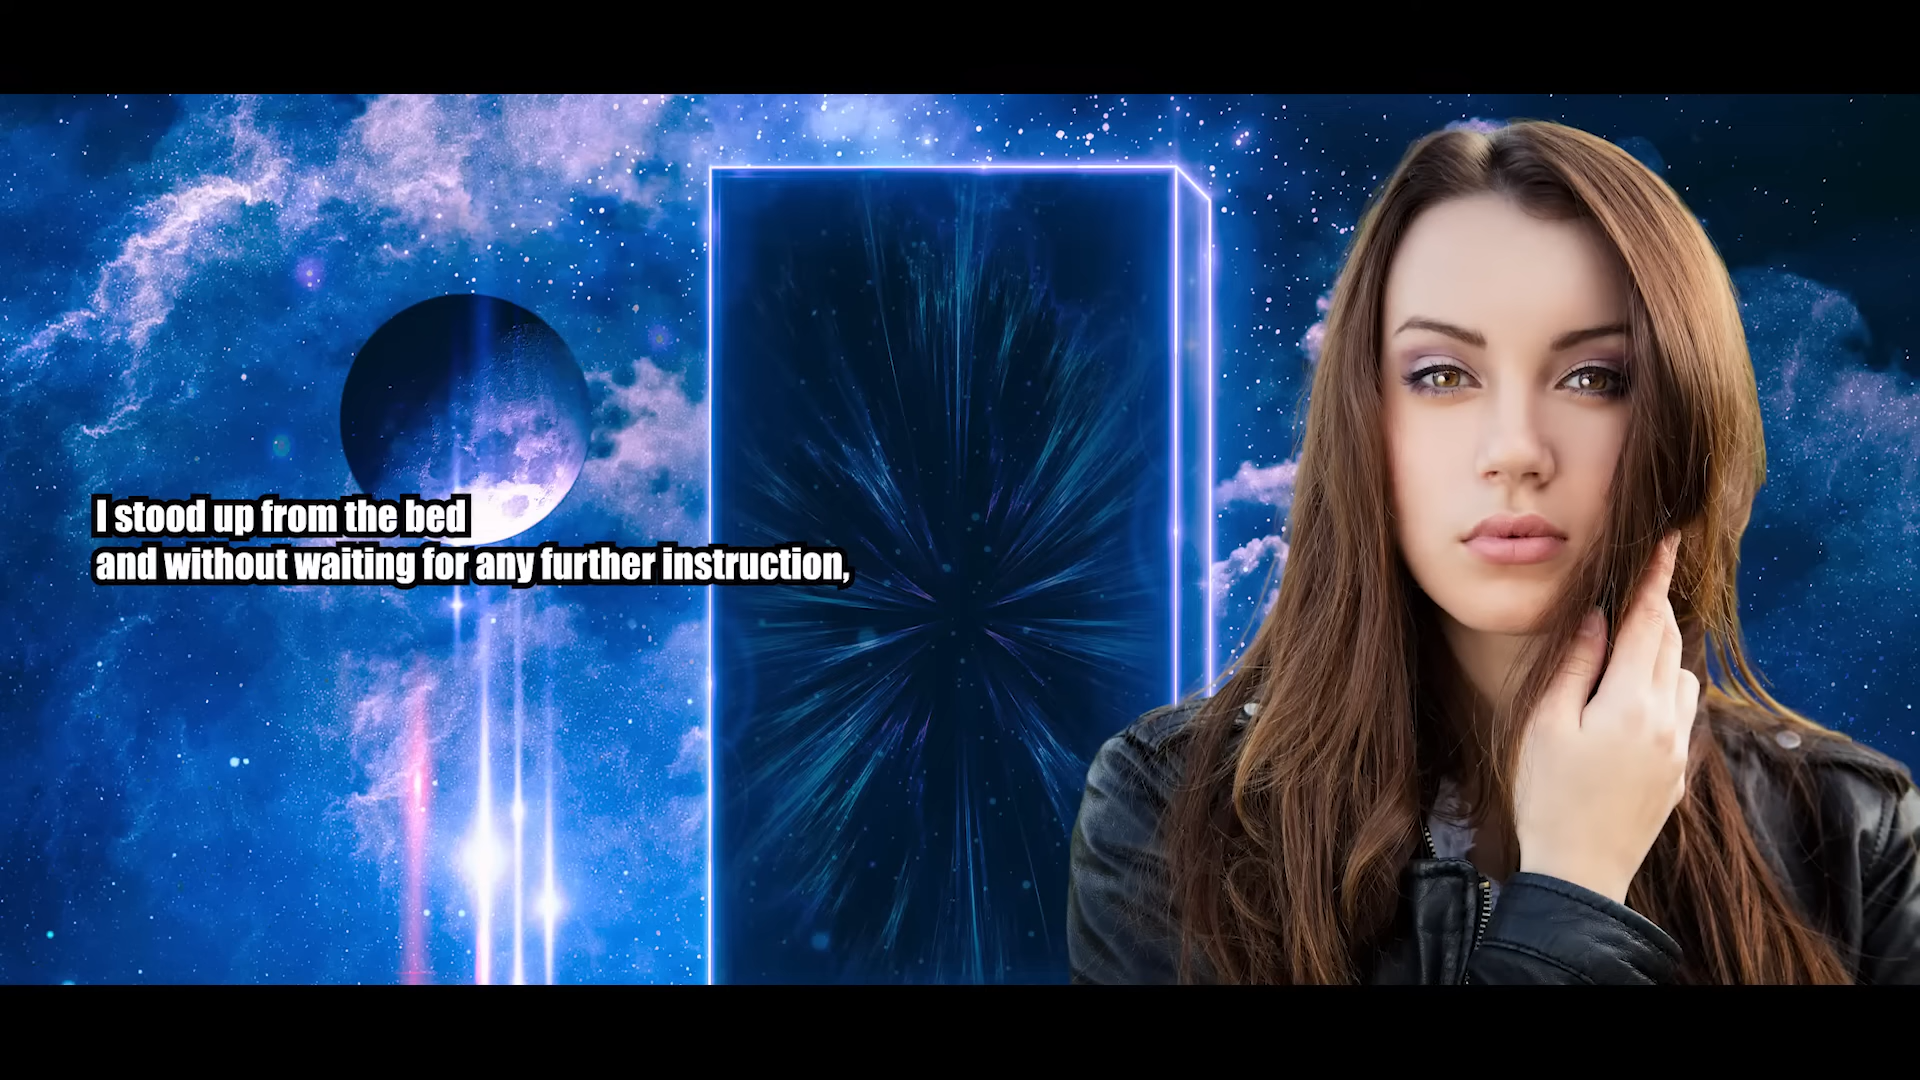 I stood up from the bed
and without waiting for any further instruction,